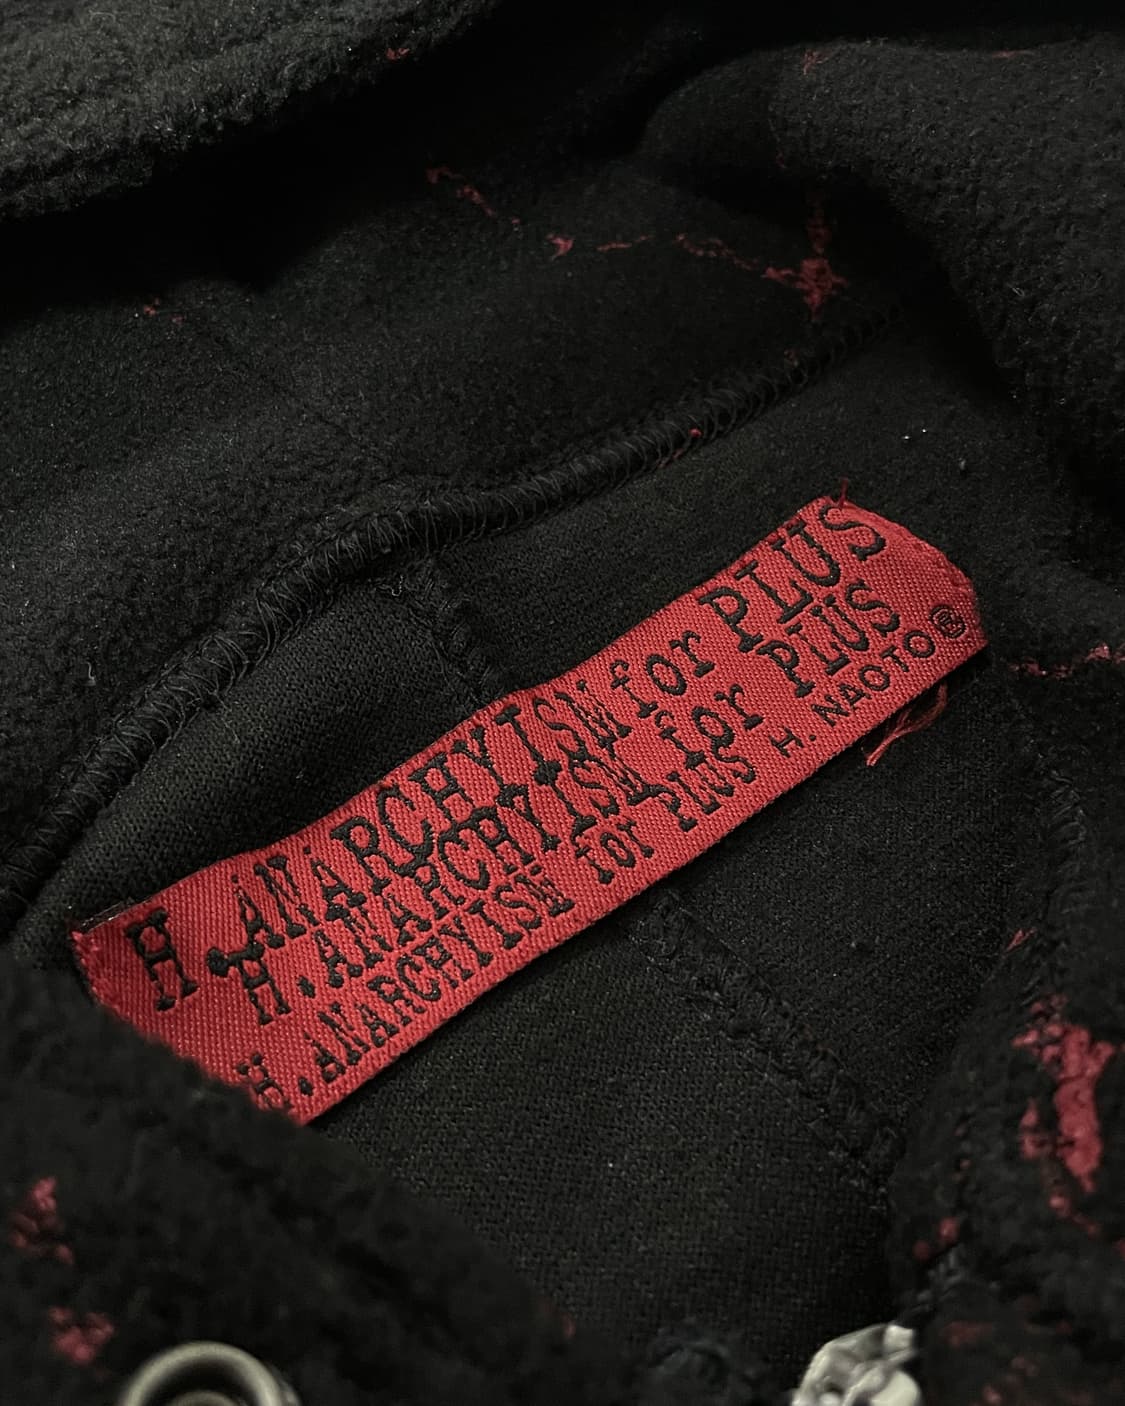 H. ANARCHYISM for PLUS
H. ANARCHYISM for PLUS
H. ANARCHYISM for PLUS H. NAOTO